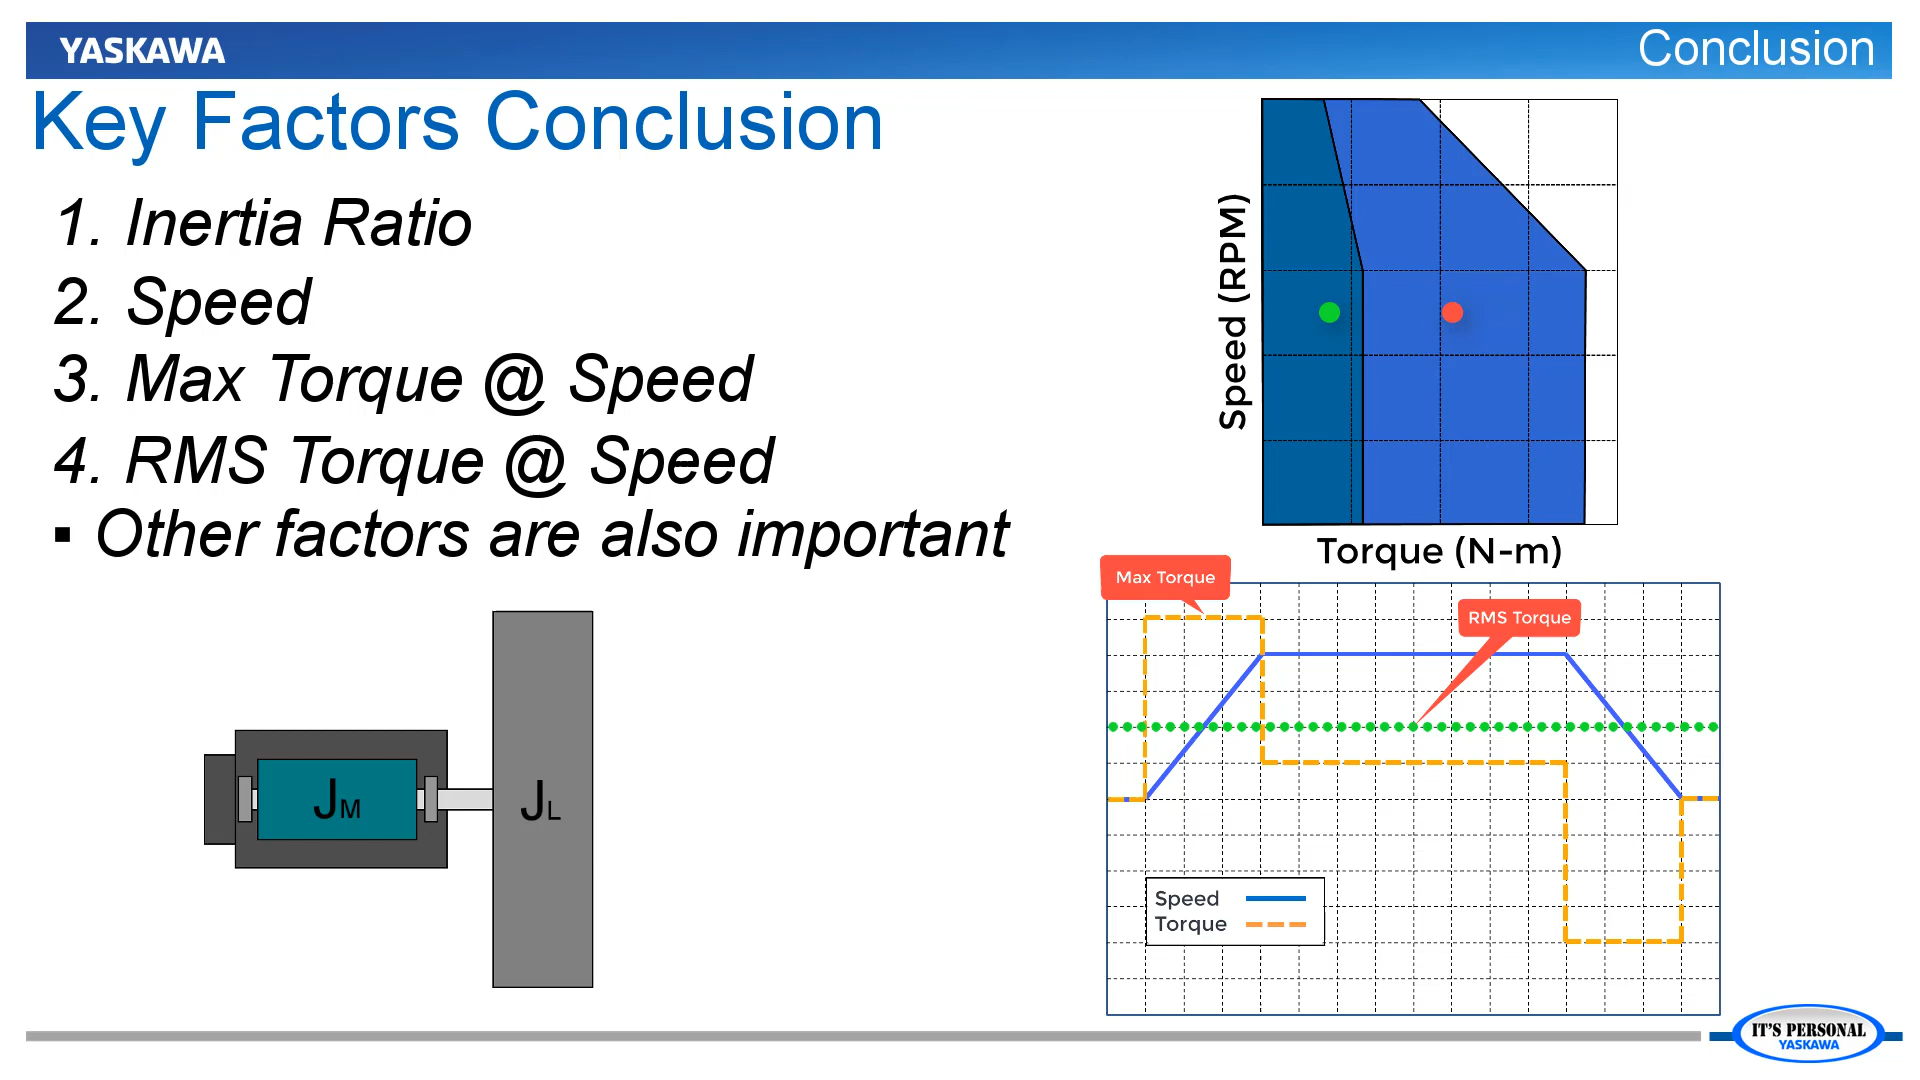 YASKAWA
Conclusion
Key Factors Conclusion
1. Inertia Ratio
2. Speed
3. Max Torque @ Speed
4. RMS Torque @ Speed
▪ Other factors are also important
Speed (RPM)
Torque (N-m)
Max Torque
RMS Torque
Speed
Torque
JM
JL
IT'S PERSONAL
YASKAWA